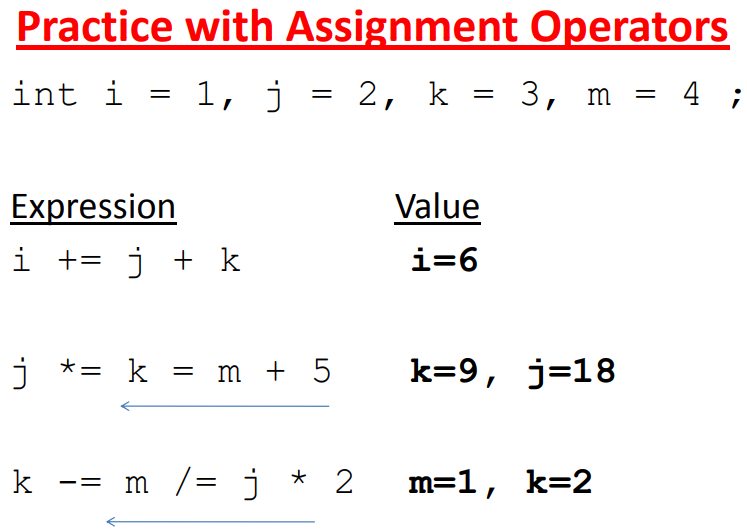 Practice with Assignment Operators
int i = 1, j = 2, k = 3, m = 4 ;
Expression Value
i += j + k i=6
j *= k = m + 5 k=9, j=18
k -= m /= j * 2 m=1, k=2